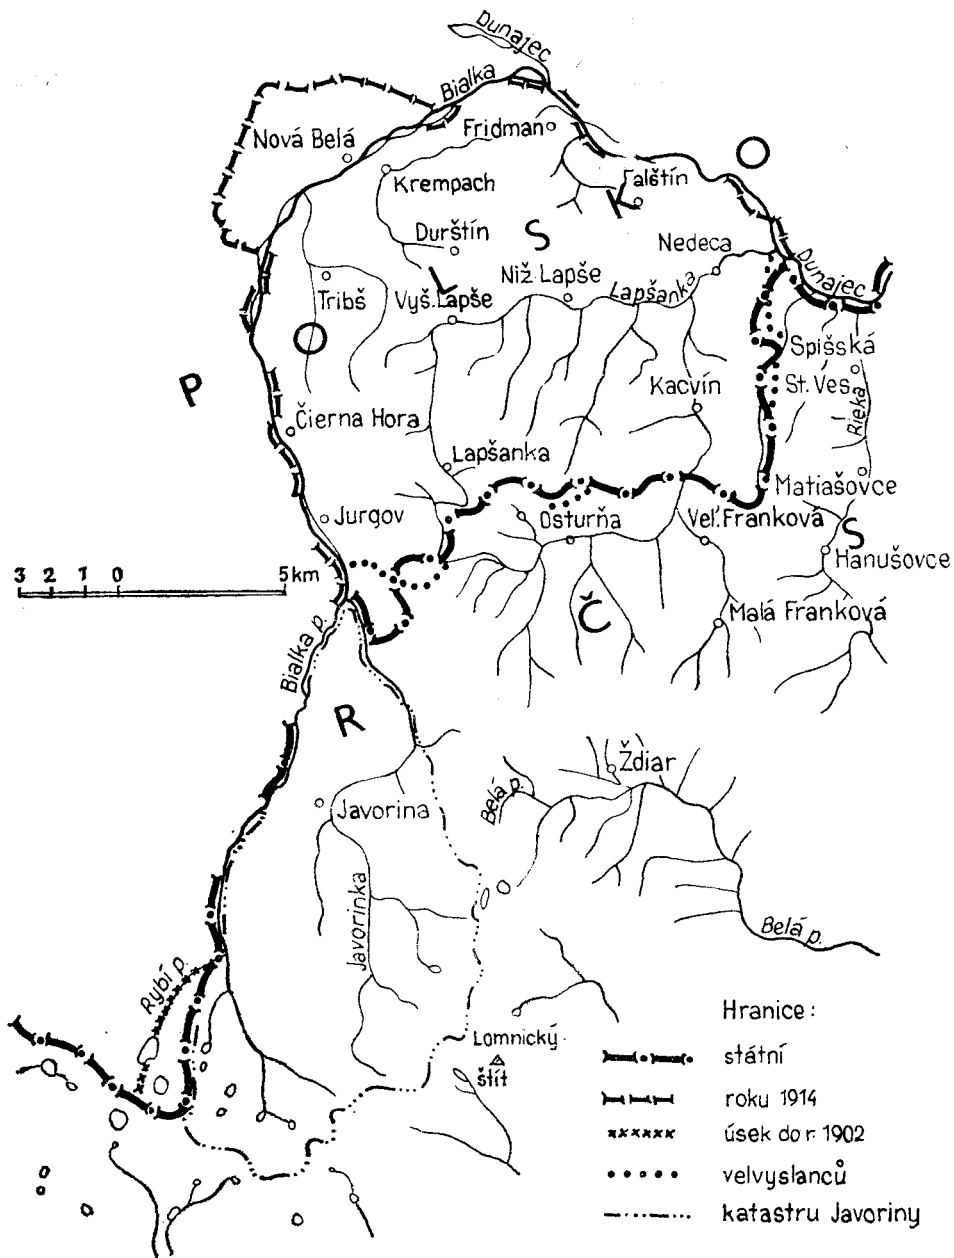 Dunajec
Bialka
Fridman
Nová Belá
Krempach
Falštín
Durštín
Nedeca
Niž. Lapše
Lapšanka
Dunajec
Tribš
Vyš. Lapše
Spišská
St. Ves
Kacvín
Rieka
Čierna Hora
Lapšanka
Matiašovce
Jurgov
Osturňa
Veľ. Franková
Hanušovce
3 2 1 0 5 km
Malá Franková
Bialka p.
P O L S K O
Č S R
Ždiar
Belá p.
Javorina
Javorinka
Belá p.
Rybí p.
Lomnický
štít
Hranice:
státní
roku 1914
úsek do r. 1902
velvyslanců
katastru Javoriny